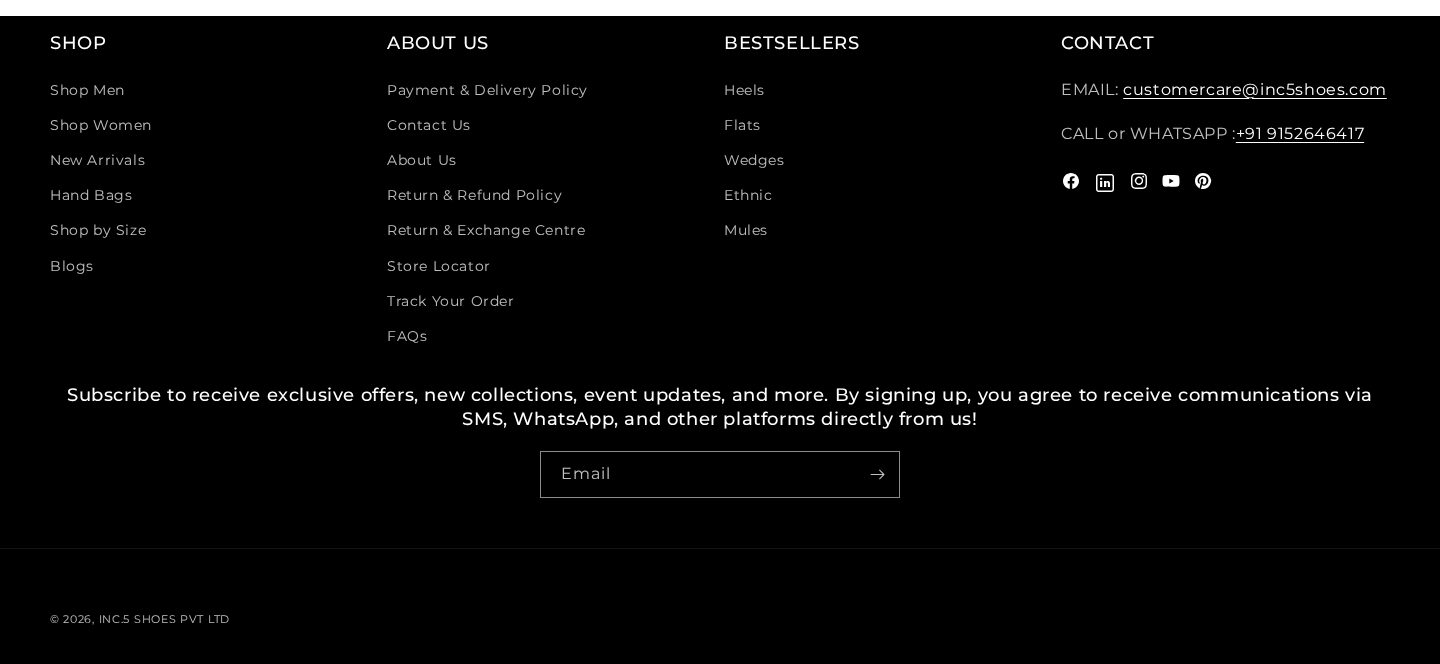 SHOP
Shop Men
Shop Women
New Arrivals
Hand Bags
Shop by Size
Blogs
ABOUT US
Payment & Delivery Policy
Contact Us
About Us
Return & Refund Policy
Return & Exchange Centre
Store Locator
Track Your Order
FAQs
BESTSELLERS
Heels
Flats
Wedges
Ethnic
Mules
CONTACT
EMAIL: customercare@inc5shoes.com
CALL or WHATSAPP :+91 9152646417
Subscribe to receive exclusive offers, new collections, event updates, and more. By signing up, you agree to receive communications via
SMS, WhatsApp, and other platforms directly from us!
Email
© 2026, INC.5 SHOES PVT LTD